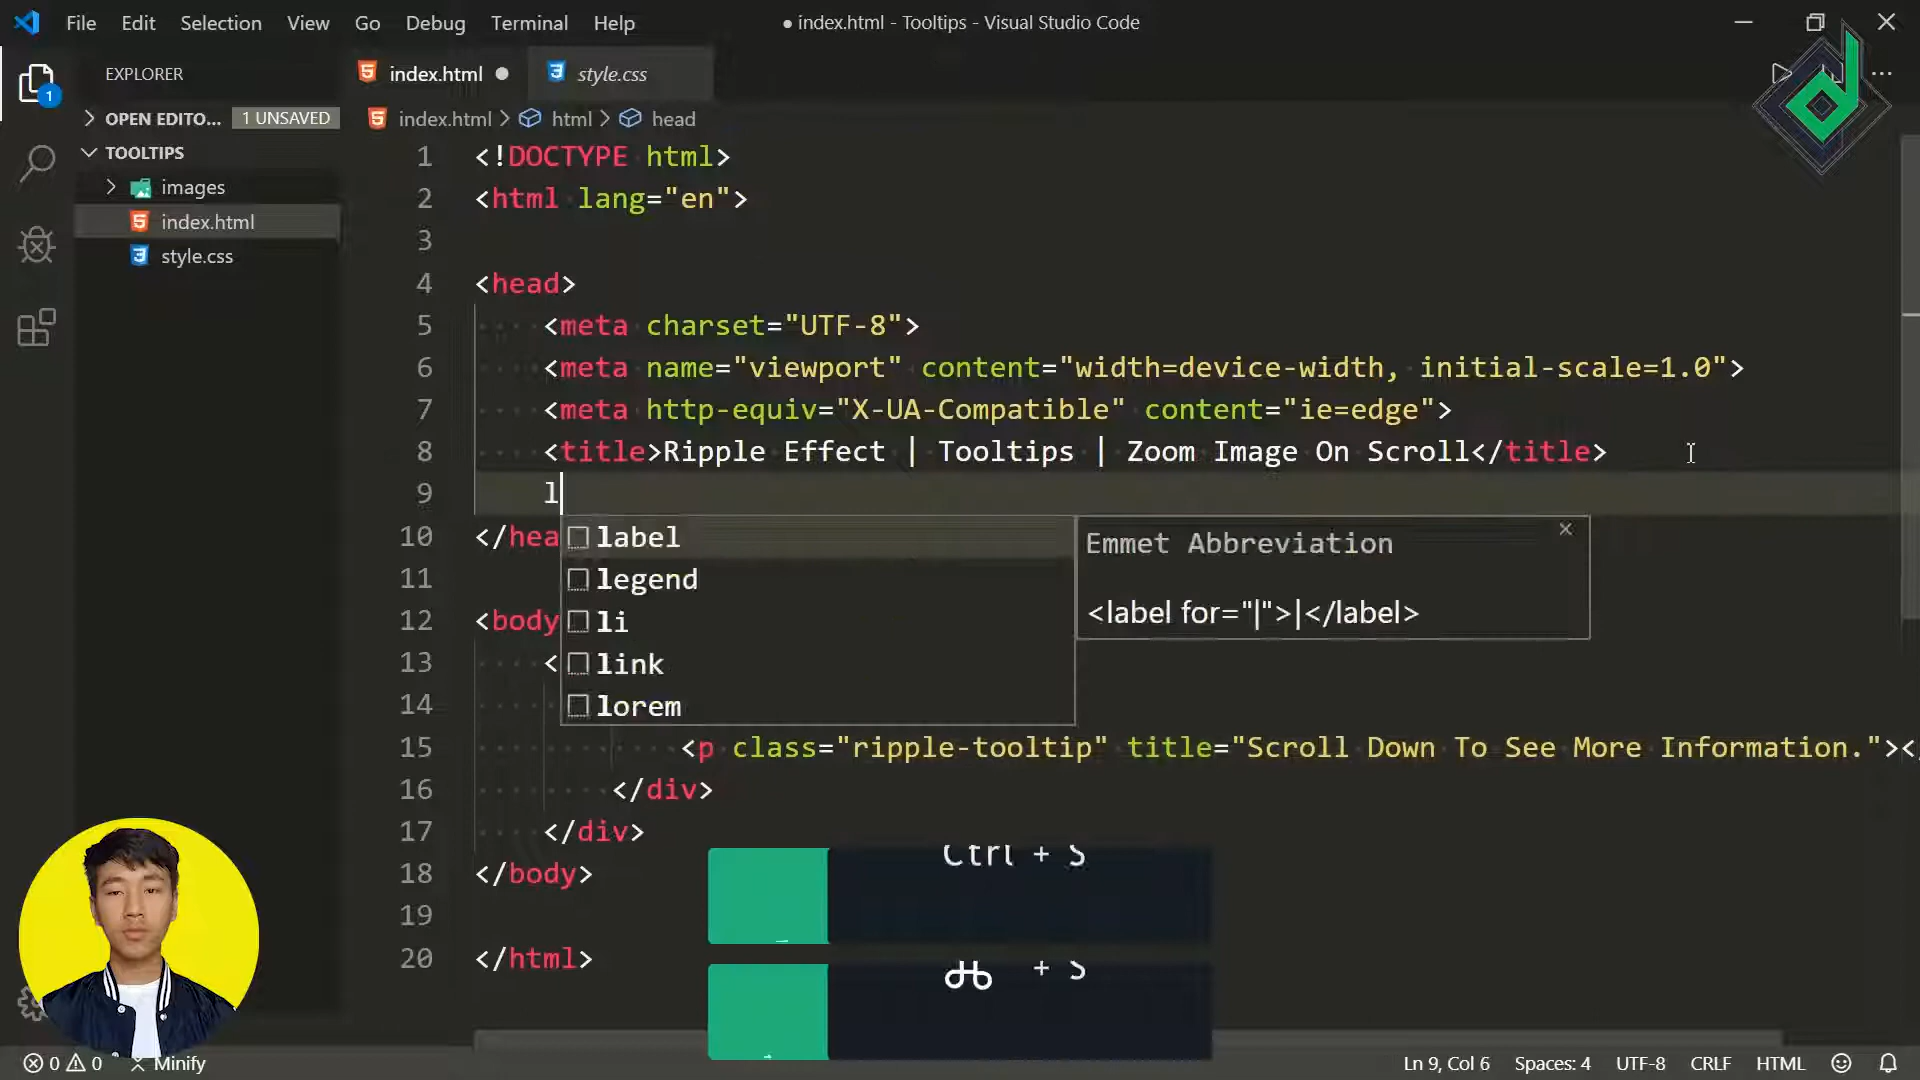 File Edit Selection View Go Debug Terminal Help
● index.html - Tooltips - Visual Studio Code
EXPLORER
1
OPEN EDITO... 1 UNSAVED
TOOLTIPS
images
index.html
style.css
index.html ● style.css
index.html > html > head
1 <!DOCTYPE html>
2 <html lang="en">
3
4 <head>
5 <meta charset="UTF-8">
6 <meta name="viewport" content="width=device-width, initial-scale=1.0">
7 <meta http-equiv="X-UA-Compatible" content="ie=edge">
8 <title>Ripple Effect | Tooltips | Zoom Image On Scroll</title>
9 l
10 </hea
11
12 <body
13 <
14
15 <p class="ripple-tooltip" title="Scroll Down To See More Information."><
16 </div>
17 </div>
18 </body>
19
20 </html>
label
legend
li
link
lorem
Emmet Abbreviation
<label for="|">|</label>
Ctrl + S
⌘ + S
0 0 Minify
Ln 9, Col 6 Spaces: 4 UTF-8 CRLF HTML